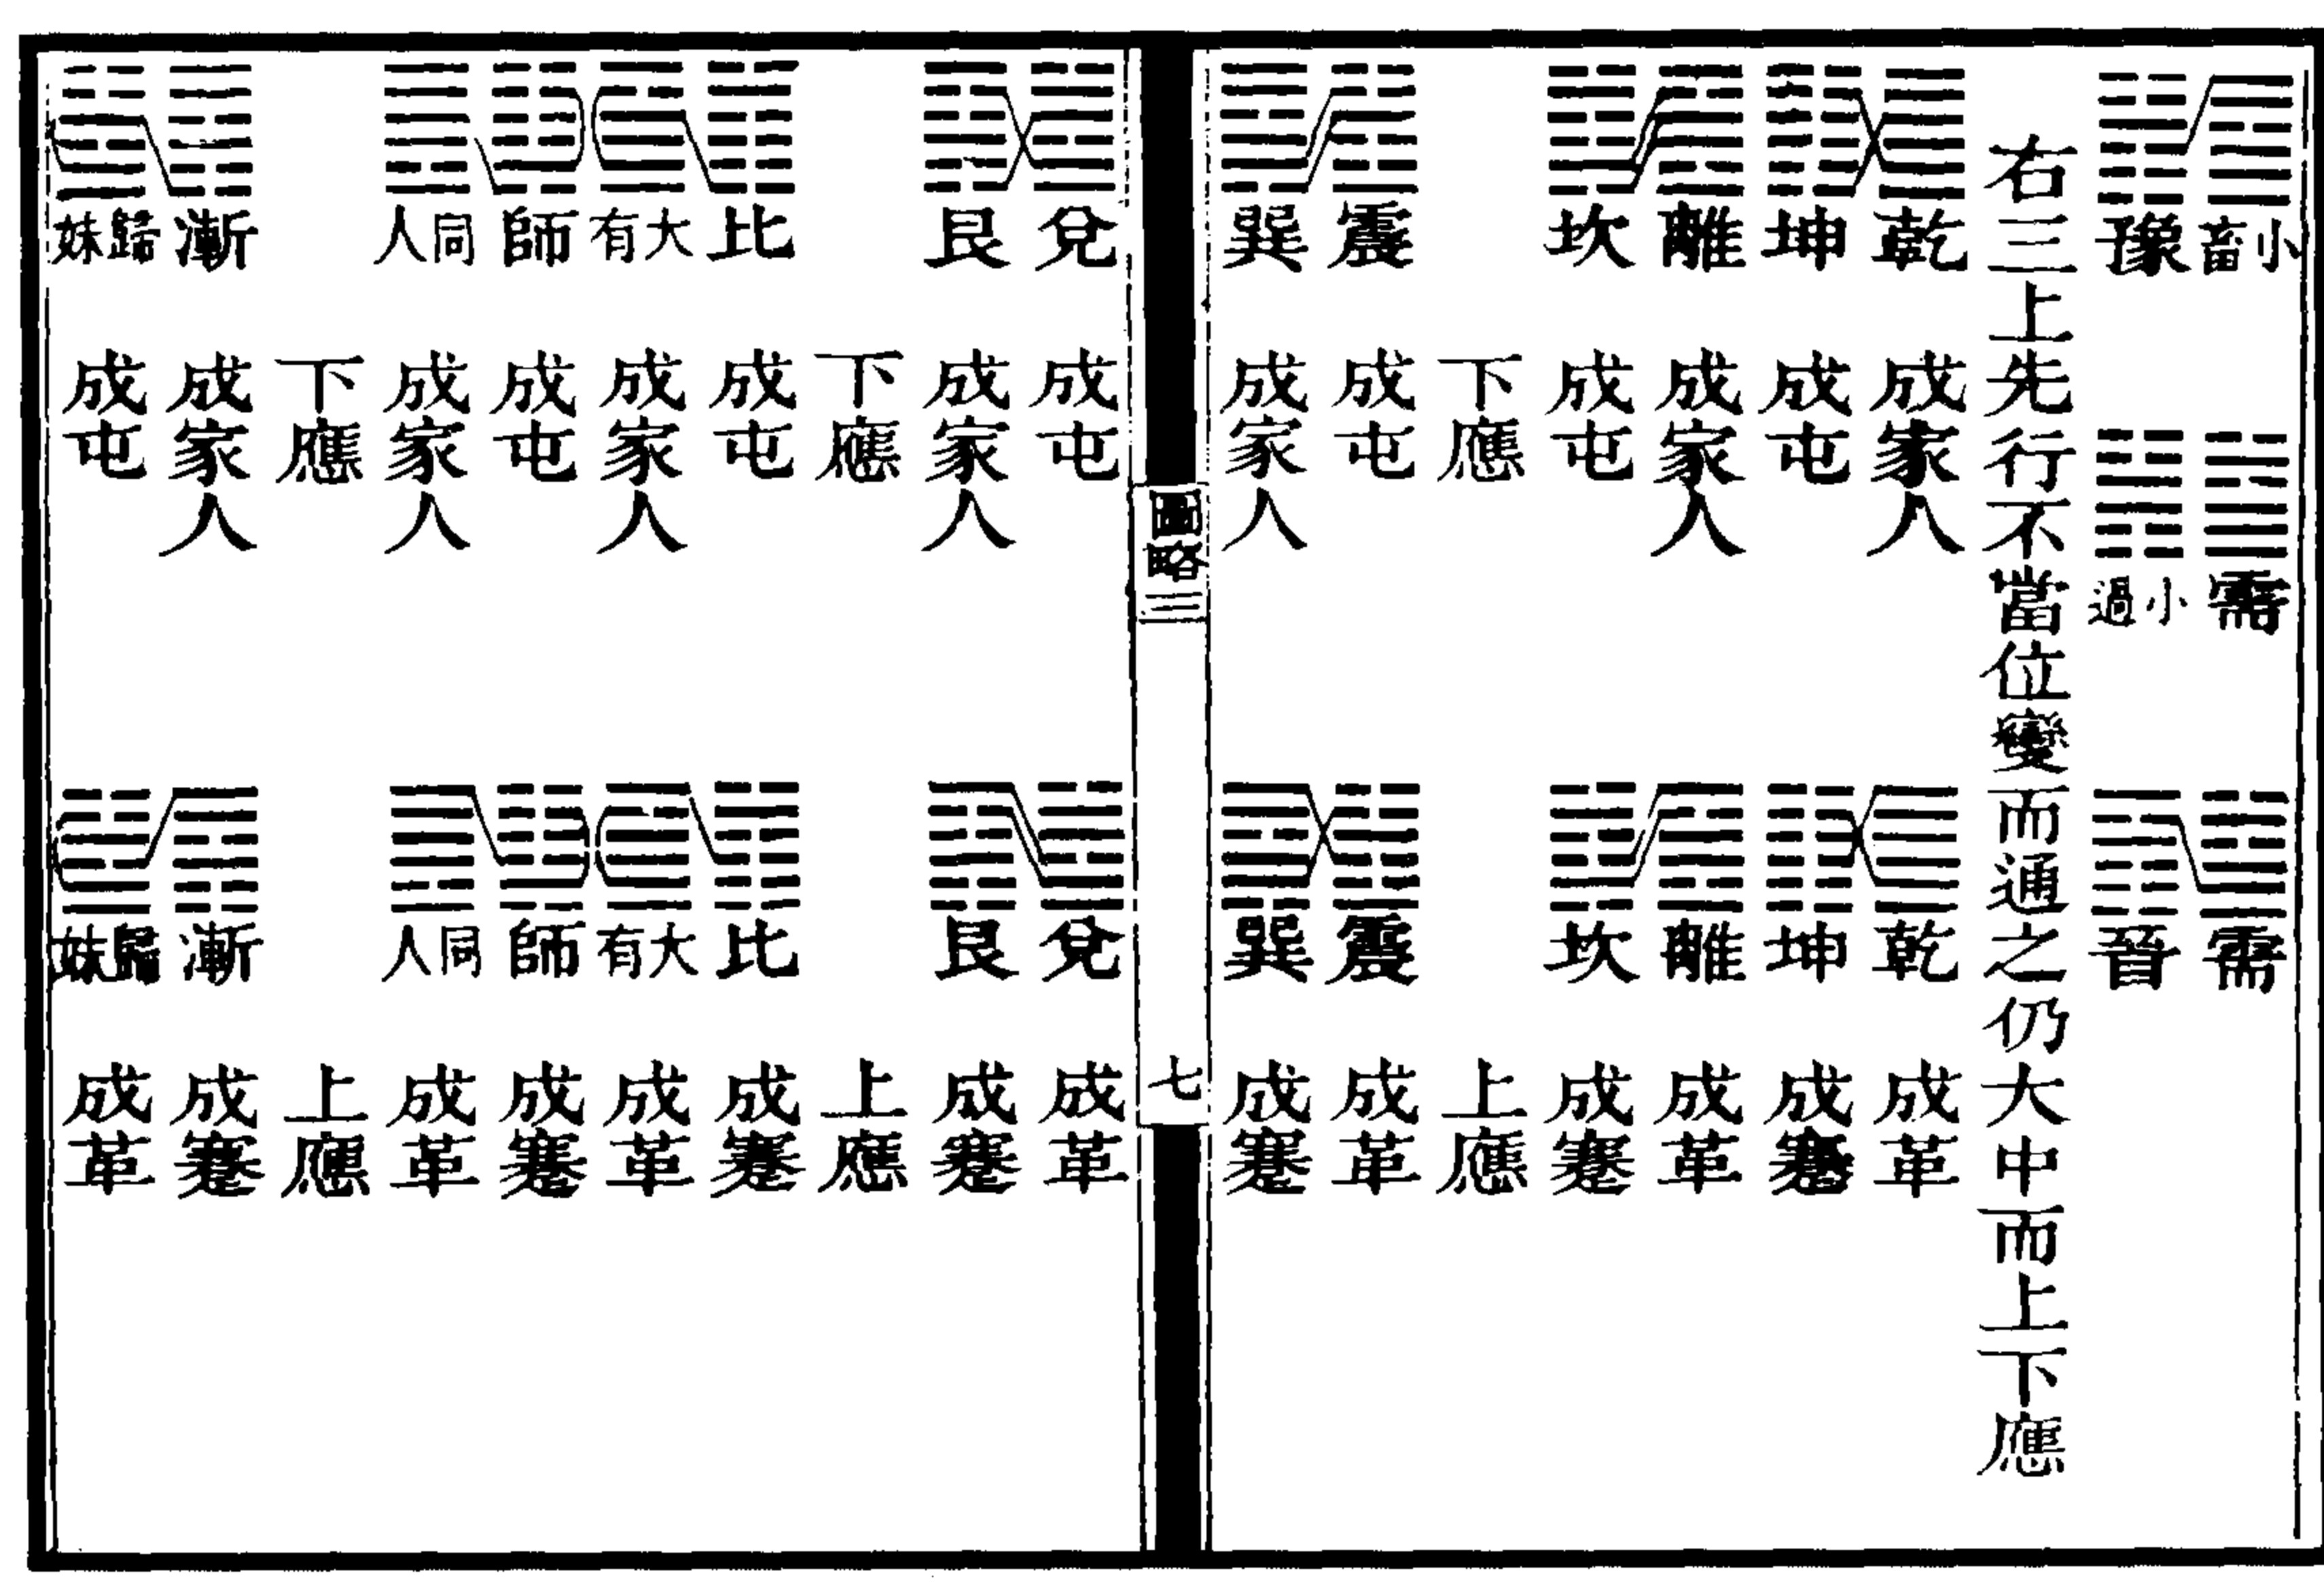 小畜 需 需
豫 小過 晉
右三上先行不當位變而通之仍大中而上下應
乾 成家人 乾 成革
坤 成屯 坤 成蹇
離 成家人 離 成革
坎 成屯 坎 成蹇
下應 上應
震 成屯 震 成革
巽 成家人 巽 成蹇
圖略三 七
兌 成屯 兌 成革
艮 成家人 艮 成蹇
下應 上應
比 成屯 比 成蹇
大有 成家人 大有 成革
師 成屯 師 成蹇
同人 成家人 同人 成革
下應 上應
漸 成家人 漸 成蹇
歸妹 成屯 歸妹 成革